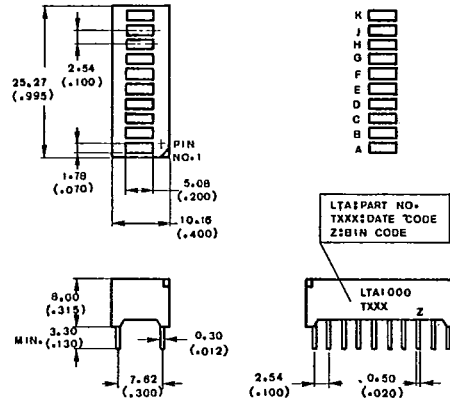 25.27
(.995)
2.54
(.100)
1.78
(.070)
PIN
NO.1
5.08
(.200)
10.16
(.400)
K
J
H
G
F
E
D
C
B
A
LTA:PART NO.
TXXX:DATE CODE
Z:BIN CODE
8.00
(.315)
MIN. 3.30
(.130)
0.30
(.012)
7.62
(.300)
LTA1000
TXXX
Z
2.54
(.100)
0.50
(.020)